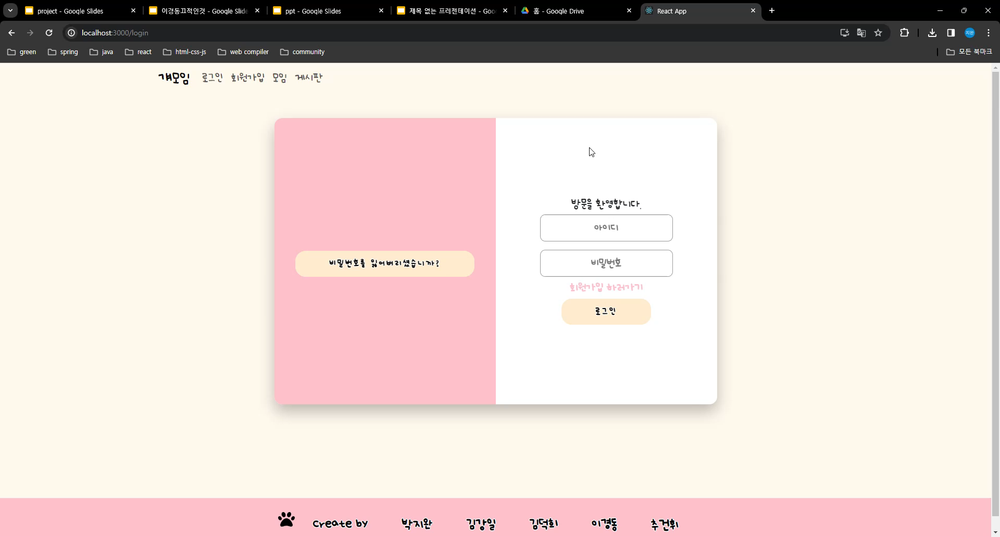 project - Google Slides
이경동끄적인것 - Google Slide
ppt - Google Slides
제목 없는 프레젠테이션 - Goo
홈 - Google Drive
React App
localhost:3000/login
지완
green spring java react html-css-js web compiler community 모든 북마크
걔모임 로그인 회원가입 모임 게시판
방문을 환영합니다.
아이디
비밀번호를 잃어버리셨습니까?
비밀번호
회원가입 하러가기
로그인
Create by 박지완 김강일 김덕희 이경동 추건휘